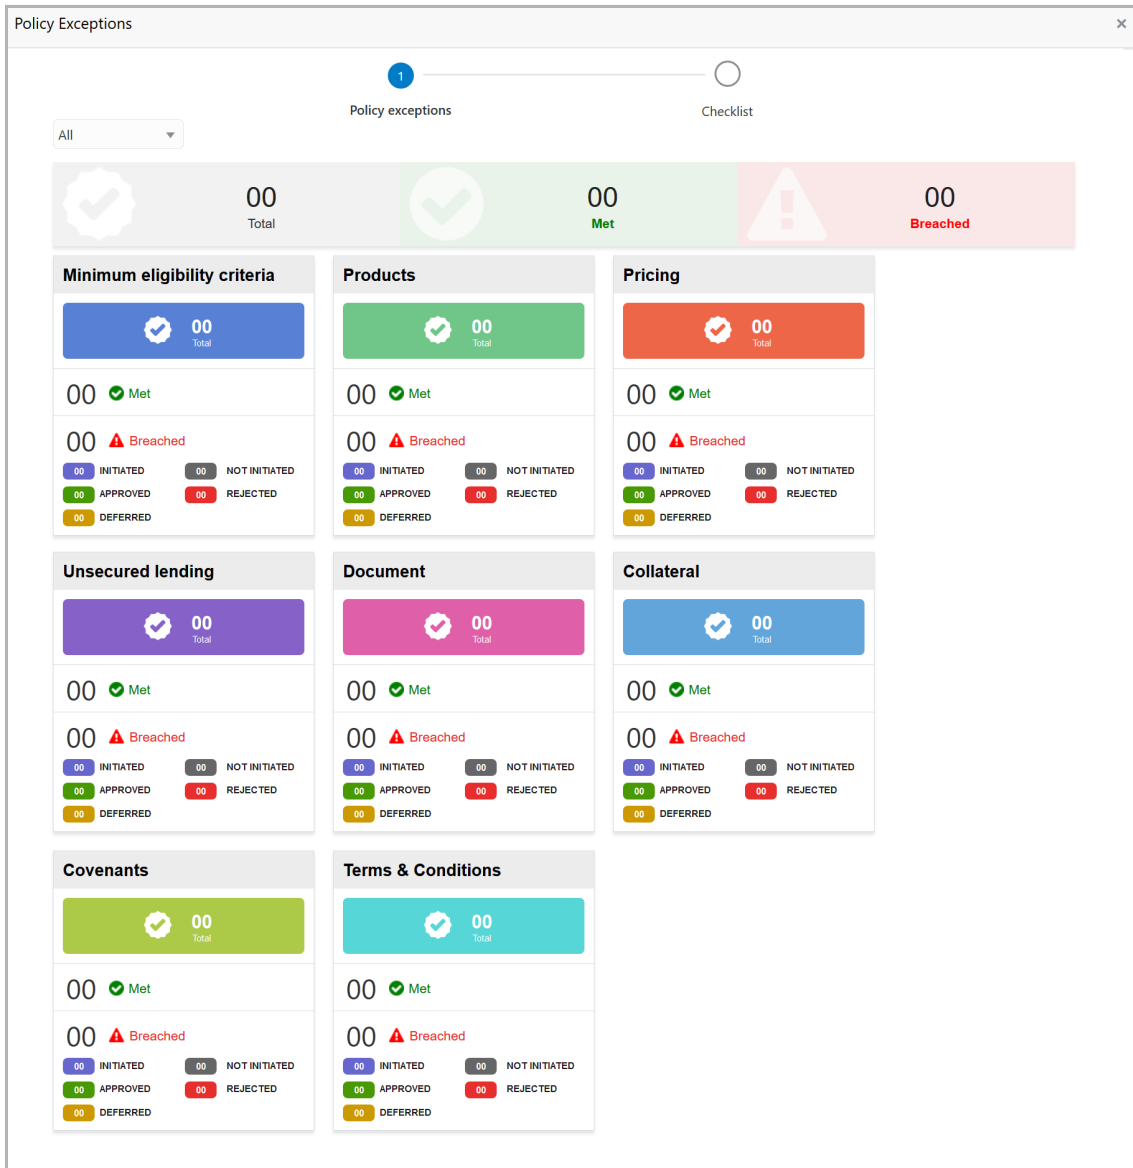 Policy Exceptions ×
1
Policy exceptions Checklist
All
00 00 00
Total Met Breached
Minimum eligibility criteria Products Pricing
00 00 00
Total Total Total
00 Met 00 Met 00 Met
00 Breached 00 Breached 00 Breached
00 INITIATED 00 NOT INITIATED 00 INITIATED 00 NOT INITIATED 00 INITIATED 00 NOT INITIATED
00 APPROVED 00 REJECTED 00 APPROVED 00 REJECTED 00 APPROVED 00 REJECTED
00 DEFERRED 00 DEFERRED 00 DEFERRED
Unsecured lending Document Collateral
00 00 00
Total Total Total
00 Met 00 Met 00 Met
00 Breached 00 Breached 00 Breached
00 INITIATED 00 NOT INITIATED 00 INITIATED 00 NOT INITIATED 00 INITIATED 00 NOT INITIATED
00 APPROVED 00 REJECTED 00 APPROVED 00 REJECTED 00 APPROVED 00 REJECTED
00 DEFERRED 00 DEFERRED 00 DEFERRED
Covenants Terms & Conditions
00 00
Total Total
00 Met 00 Met
00 Breached 00 Breached
00 INITIATED 00 NOT INITIATED 00 INITIATED 00 NOT INITIATED
00 APPROVED 00 REJECTED 00 APPROVED 00 REJECTED
00 DEFERRED 00 DEFERRED